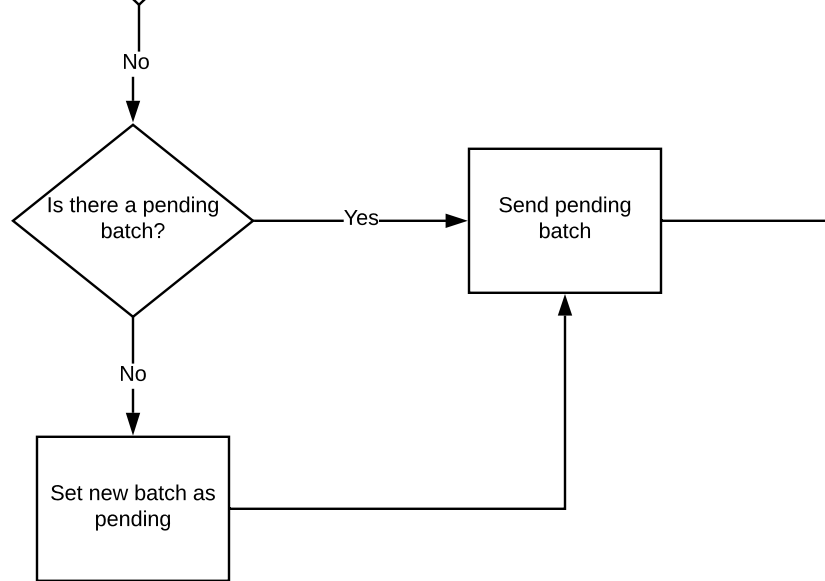 No
Is there a pending
batch?
Yes
Send pending
batch
No
Set new batch as
pending